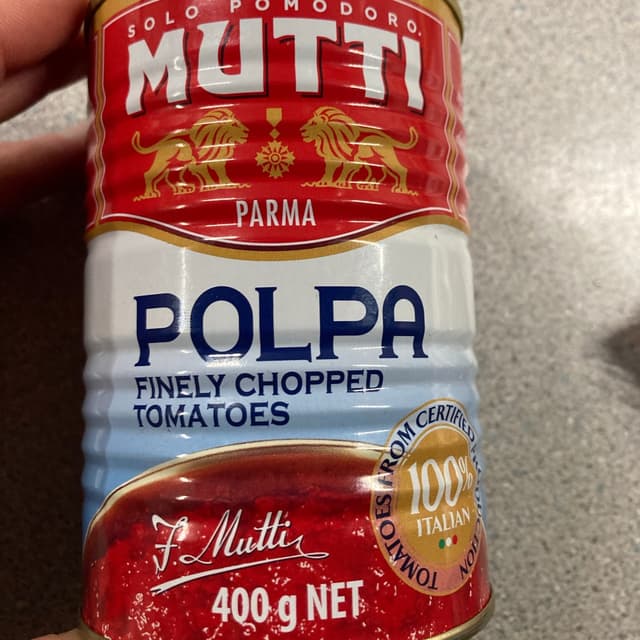 SOLO POMODORO.
MUTTI
PARMA
POLPA
FINELY CHOPPED
TOMATOES
TOMATOES FROM CERTIFIED
100%
ITALIAN
F. Mutti
400 g NET